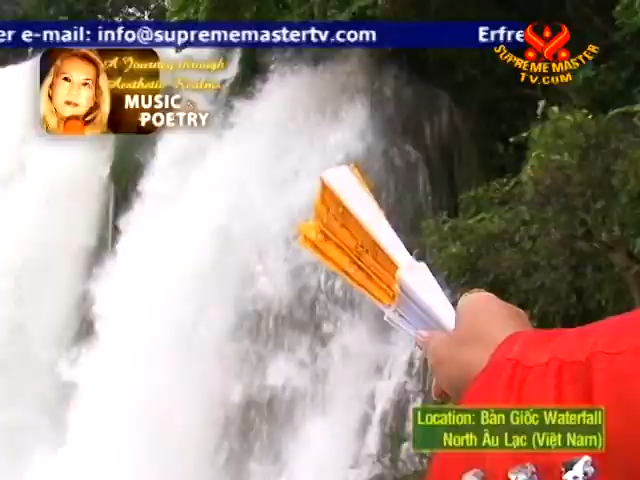 er e-mail: info@suprememastertv.com
Erfre
SUPREME MASTER
TV.COM
A Journey through
Aesthetic Realms
MUSIC &
POETRY
Location: Bản Giốc Waterfall
North Âu Lạc (Việt Nam)